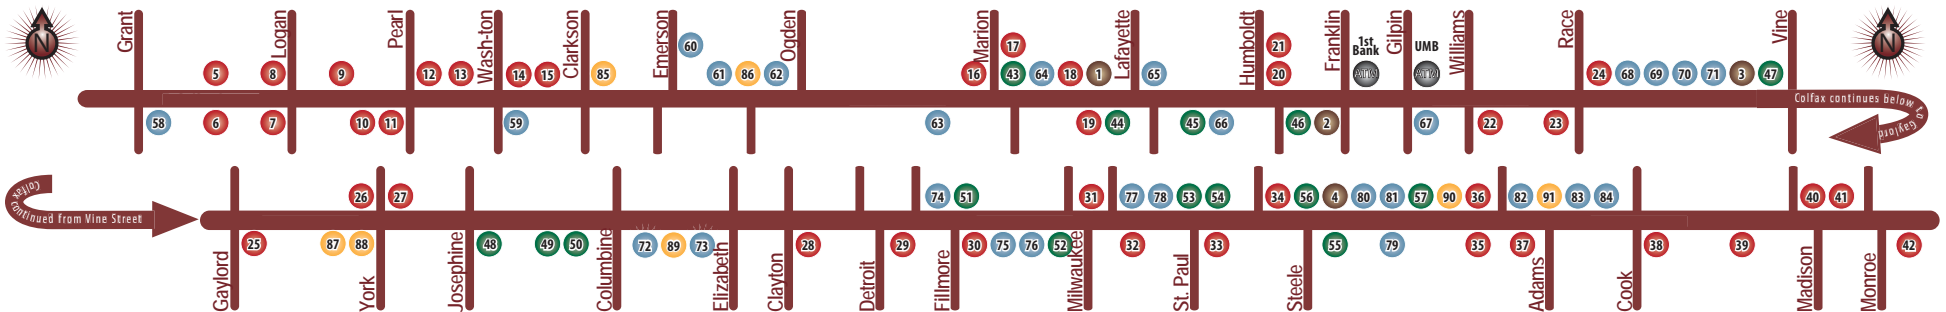 N
Grant
Logan
Pearl
Wash-ton
Clarkson
Emerson
Ogden
Marion
Lafayette
Humboldt
Franklin
1st
Bank
ATM
Gilpin
UMB
ATM
Williams
Race
Vine
N
60
17
21
5 8 9 12 13 14 15 85 61 86 62 16 43 64 18 1 65 20 24 68 69 70 71 3 47
Colfax continues below to Gaylord
58 6 7 10 11 59 63 19 44 45 66 46 2 67 22 23
Colfax
continued from Vine Street
26 27 74 51 31 77 78 53 54 34 56 4 80 81 57 90 36 82 91 83 84 40 41
25 87 88 48 49 50 72 89 73 28 29 30 75 76 52 32 33 55 79 35 37 38 39 42
Gaylord
York
Josephine
Columbine
Elizabeth
Clayton
Detroit
Fillmore
Milwaukee
St. Paul
Steele
Adams
Cook
Madison
Monroe